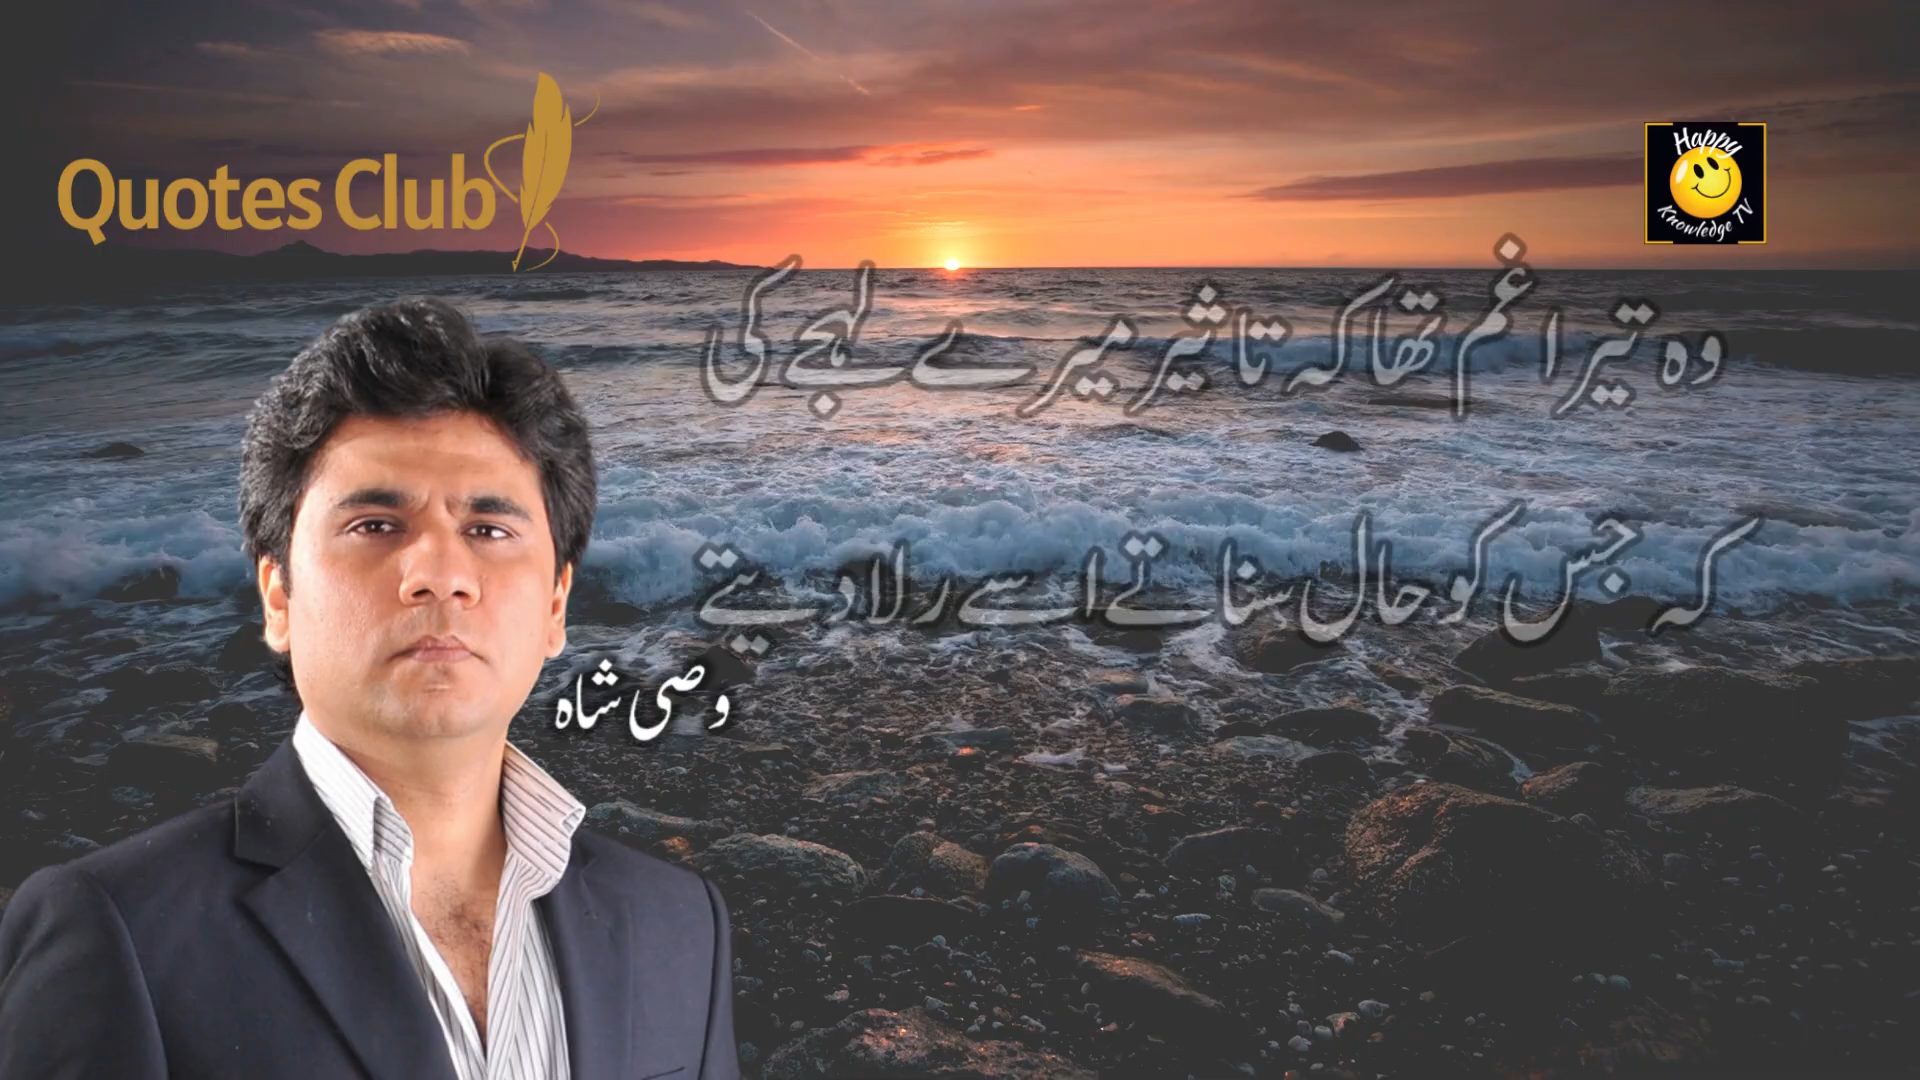 Quotes Club
Happy
Knowledge TV
وہ تیرا غم تھا کہ تاثیر میرے لہجے کی
کہ جس کو حال سناتے اسے رلا دیتے
وصی شاہ